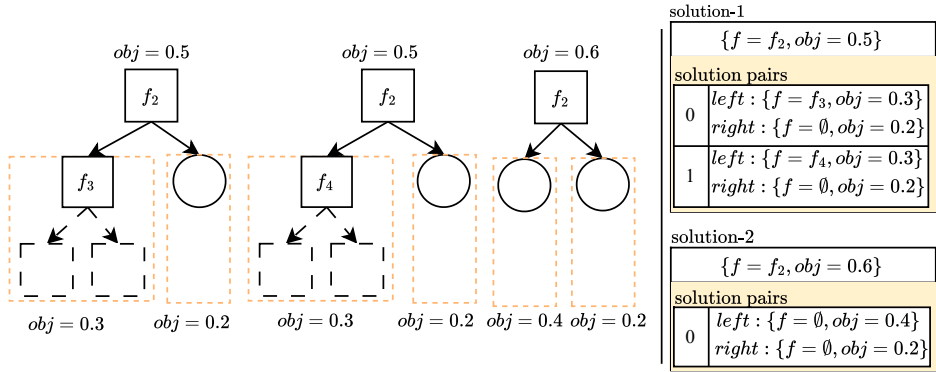 obj = 0.5
obj = 0.5
obj = 0.6
f₂
f₂
f₂
f₃
f₄
obj = 0.3
obj = 0.2
obj = 0.3
obj = 0.2
obj = 0.4
obj = 0.2
solution-1
{f = f₂, obj = 0.5}
solution pairs
0
left : {f = f₃, obj = 0.3}
right : {f = ∅, obj = 0.2}
1
left : {f = f₄, obj = 0.3}
right : {f = ∅, obj = 0.2}
solution-2
{f = f₂, obj = 0.6}
solution pairs
0
left : {f = ∅, obj = 0.4}
right : {f = ∅, obj = 0.2}